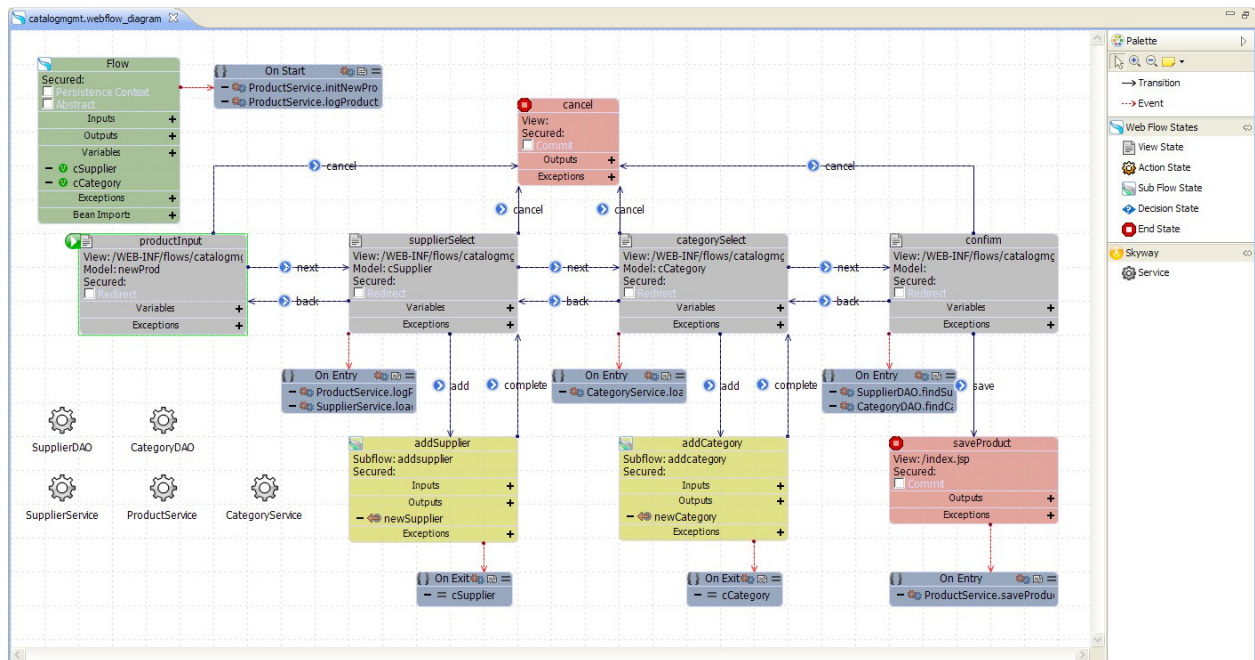 catalogmgmt.webflow_diagram
Palette
Transition
Event
Web Flow States
View State
Action State
Sub Flow State
Decision State
End State
Skyway
Service
Flow
Secured:
Persistence Context
Abstract
Inputs
Outputs
Variables
cSupplier
cCategory
Exceptions
Bean Imports
On Start
ProductService.initNewPro
ProductService.logProduct
cancel
View:
Secured:
Commit
Outputs
Exceptions
cancel
cancel
cancel
cancel
productInput
View: /WEB-INF/flows/catalogmg
Model: newProd
Secured:
Redirect
Variables
Exceptions
next
back
supplierSelect
View: /WEB-INF/flows/catalogmg
Model: cSupplier
Secured:
Redirect
Variables
Exceptions
next
back
categorySelect
View: /WEB-INF/flows/catalogmg
Model: cCategory
Secured:
Redirect
Variables
Exceptions
next
back
confirm
View: /WEB-INF/flows/catalogmg
Model:
Secured:
Redirect
Variables
Exceptions
On Entry
ProductService.logP
SupplierService.loa
add
complete
On Entry
CategoryService.loa
add
complete
On Entry
SupplierDAO.findSu
CategoryDAO.findCa
save
SupplierDAO
CategoryDAO
SupplierService
ProductService
CategoryService
addSupplier
Subflow: addsupplier
Secured:
Inputs
Outputs
newSupplier
Exceptions
addCategory
Subflow: addcategory
Secured:
Inputs
Outputs
newCategory
Exceptions
saveProduct
View: /index.jsp
Secured:
Commit
Outputs
Exceptions
On Exit
= cSupplier
On Exit
= cCategory
On Entry
ProductService.saveProduc